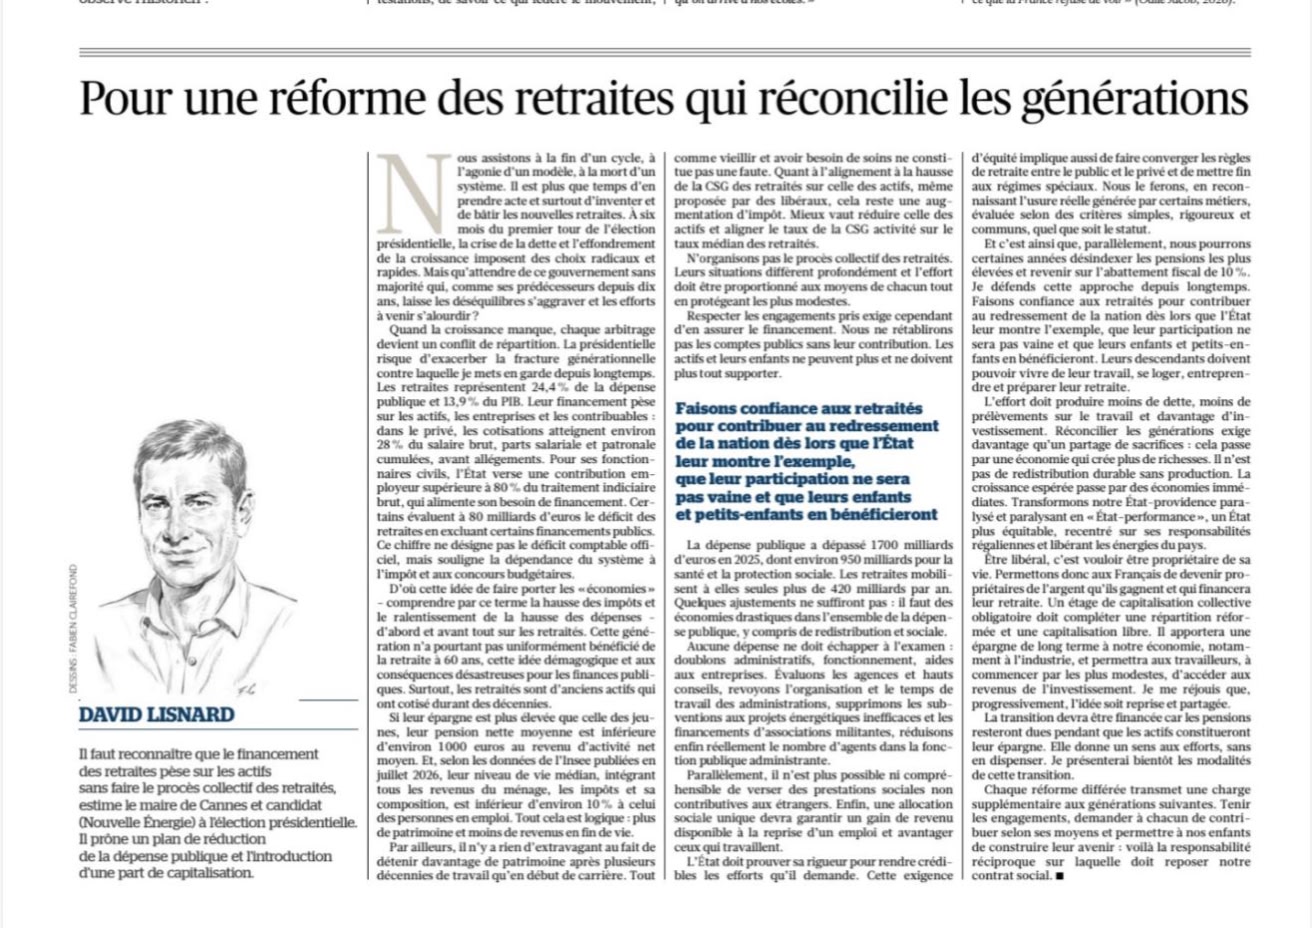 Pour une réforme des retraites qui réconcilie les générations
DESSINS : FABIEN CLAIREFOND
DAVID LISNARD
Il faut reconnaître que le financement
des retraites pèse sur les actifs
sans faire le procès collectif des retraités,
estime le maire de Cannes et candidat
(Nouvelle Énergie) à l'élection présidentielle.
Il prône un plan de réduction
de la dépense publique et l'introduction
d'une part de capitalisation.
Nous assistons à la fin d'un cycle, à
l'agonie d'un modèle, à la mort d'un
système. Il est plus que temps d'en
prendre acte et surtout d'inventer et
de bâtir les nouvelles retraites. À six
mois du premier tour de l'élection
présidentielle, la crise de la dette et l'effondrement
de la croissance imposent des choix radicaux et
rapides. Mais qu'attendre de ce gouvernement sans
majorité qui, comme ses prédécesseurs depuis dix
ans, laisse les déséquilibres s'aggraver et les efforts
à venir s'alourdir ?
Quand la croissance manque, chaque arbitrage
devient un conflit de répartition. La présidentielle
risque d'exacerber la fracture générationnelle
contre laquelle je mets en garde depuis longtemps.
Les retraites représentent 24,4 % de la dépense
publique et 13,9 % du PIB. Leur financement pèse
sur les actifs, les entreprises et les contribuables :
dans le privé, les cotisations atteignent environ
28 % du salaire brut, parts salariale et patronale
cumulées, avant allégements. Pour ses fonction-
naires civils, l'État verse une contribution em-
ployeur supérieure à 80 % du traitement indiciaire
brut, qui alimente son besoin de financement. Cer-
tains évaluent à 80 milliards d'euros le déficit des
retraites en excluant certains financements publics.
Ce chiffre ne désigne pas le déficit comptable offi-
ciel, mais souligne la dépendance du système à
l'impôt et aux concours budgétaires.
D'où cette idée de faire porter les « économies »
- comprendre par ce terme la hausse des impôts et
le ralentissement de la hausse des dépenses -
d'abord et avant tout sur les retraités. Cette géné-
ration n'a pourtant pas uniformément bénéficié de
la retraite à 60 ans, cette idée démagogique et aux
conséquences désastreuses pour les finances publi-
ques. Surtout, les retraités sont d'anciens actifs qui
ont cotisé durant des décennies.
Si leur épargne est plus élevée que celle des jeu-
nes, leur pension nette moyenne est inférieure
d'environ 1000 euros au revenu d'activité net
moyen. Et, selon les données de l'Insee publiées en
juillet 2026, leur niveau de vie médian, intégrant
tous les revenus du ménage, les impôts et sa
composition, est inférieur d'environ 10 % à celui
des personnes en emploi. Tout cela est logique : plus
de patrimoine et moins de revenus en fin de vie.
Par ailleurs, il n'y a rien d'extravagant au fait de
détenir davantage de patrimoine après plusieurs
décennies de travail qu'en début de carrière. Tout
comme vieillir et avoir besoin de soins ne consti-
tue pas une faute. Quant à l'alignement à la hausse
de la CSG des retraités sur celle des actifs, même
proposée par des libéraux, cela reste une aug-
mentation d'impôt. Mieux vaut réduire celle des
actifs et aligner le taux de la CSG activité sur le
taux médian des retraités.
N'organisons pas le procès collectif des retraités.
Leurs situations diffèrent profondément et l'effort
doit être proportionné aux moyens de chacun tout
en protégeant les plus modestes.
Respecter les engagements pris exige cependant
d'en assurer le financement. Nous ne rétablirons
pas les comptes publics sans leur contribution. Les
actifs et leurs enfants ne peuvent plus et ne doivent
plus tout supporter.
Faisons confiance aux retraités
pour contribuer au redressement
de la nation dès lors que l'État
leur montre l'exemple,
que leur participation ne sera
pas vaine et que leurs enfants
et petits-enfants en bénéficieront
La dépense publique a dépassé 1700 milliards
d'euros en 2025, dont environ 950 milliards pour la
santé et la protection sociale. Les retraites mobili-
sent à elles seules plus de 420 milliards par an.
Quelques ajustements ne suffiront pas : il faut des
économies drastiques dans l'ensemble de la dépen-
se publique, y compris de redistribution et sociale.
Aucune dépense ne doit échapper à l'examen :
doublons administratifs, fonctionnement, aides
aux entreprises. Évaluons les agences et hauts
conseils, revoyons l'organisation et le temps de
travail des administrations, supprimons les sub-
ventions aux projets énergétiques inefficaces et les
financements d'associations militantes, réduisons
enfin réellement le nombre d'agents dans la fonc-
tion publique administrante.
Parallèlement, il n'est plus possible ni compré-
hensible de verser des prestations sociales non
contributives aux étrangers. Enfin, une allocation
sociale unique devra garantir un gain de revenu
disponible à la reprise d'un emploi et avantager
ceux qui travaillent.
L'État doit prouver sa rigueur pour rendre crédi-
bles les efforts qu'il demande. Cette exigence
d'équité implique aussi de faire converger les règles
de retraite entre le public et le privé et de mettre fin
aux régimes spéciaux. Nous le ferons, en recon-
naissant l'usure réelle générée par certains métiers,
évaluée selon des critères simples, rigoureux et
communs, quel que soit le statut.
Et c'est ainsi que, parallèlement, nous pourrons
certaines années désindexer les pensions les plus
élevées et revenir sur l'abattement fiscal de 10 %.
Je défends cette approche depuis longtemps.
Faisons confiance aux retraités pour contribuer
au redressement de la nation dès lors que l'État
leur montre l'exemple, que leur participation ne
sera pas vaine et que leurs enfants et petits-en-
fants en bénéficieront. Leurs descendants doivent
pouvoir vivre de leur travail, se loger, entrepren-
dre et préparer leur retraite.
L'effort doit produire moins de dette, moins de
prélèvements sur le travail et davantage d'in-
vestissement. Réconcilier les générations exige
davantage qu'un partage de sacrifices : cela passe
par une économie qui crée plus de richesses. Il n'est
pas de redistribution durable sans production. La
croissance espérée passe par des économies immé-
diates. Transformons notre État-providence para-
lysé et paralysant en « État-performance », un État
plus équitable, recentré sur ses responsabilités
régaliennes et libérant les énergies du pays.
Être libéral, c'est vouloir être propriétaire de sa
vie. Permettons donc aux Français de devenir pro-
priétaires de l'argent qu'ils gagnent et qui financera
leur retraite. Un étage de capitalisation collective
obligatoire doit compléter une répartition réfor-
mée et une capitalisation libre. Il apportera une
épargne de long terme à notre économie, notam-
ment à l'industrie, et permettra aux travailleurs, à
commencer par les plus modestes, d'accéder aux
revenus de l'investissement. Je me réjouis que,
progressivement, l'idée soit reprise et partagée.
La transition devra être financée car les pensions
resteront dues pendant que les actifs constitueront
leur épargne. Elle donne un sens aux efforts, sans
en dispenser. Je présenterai bientôt les modalités
de cette transition.
Chaque réforme différée transmet une charge
supplémentaire aux générations suivantes. Tenir
les engagements, demander à chacun de contri-
buer selon ses moyens et permettre à nos enfants
de construire leur avenir : voilà la responsabilité
réciproque sur laquelle doit reposer notre
contrat social. ■